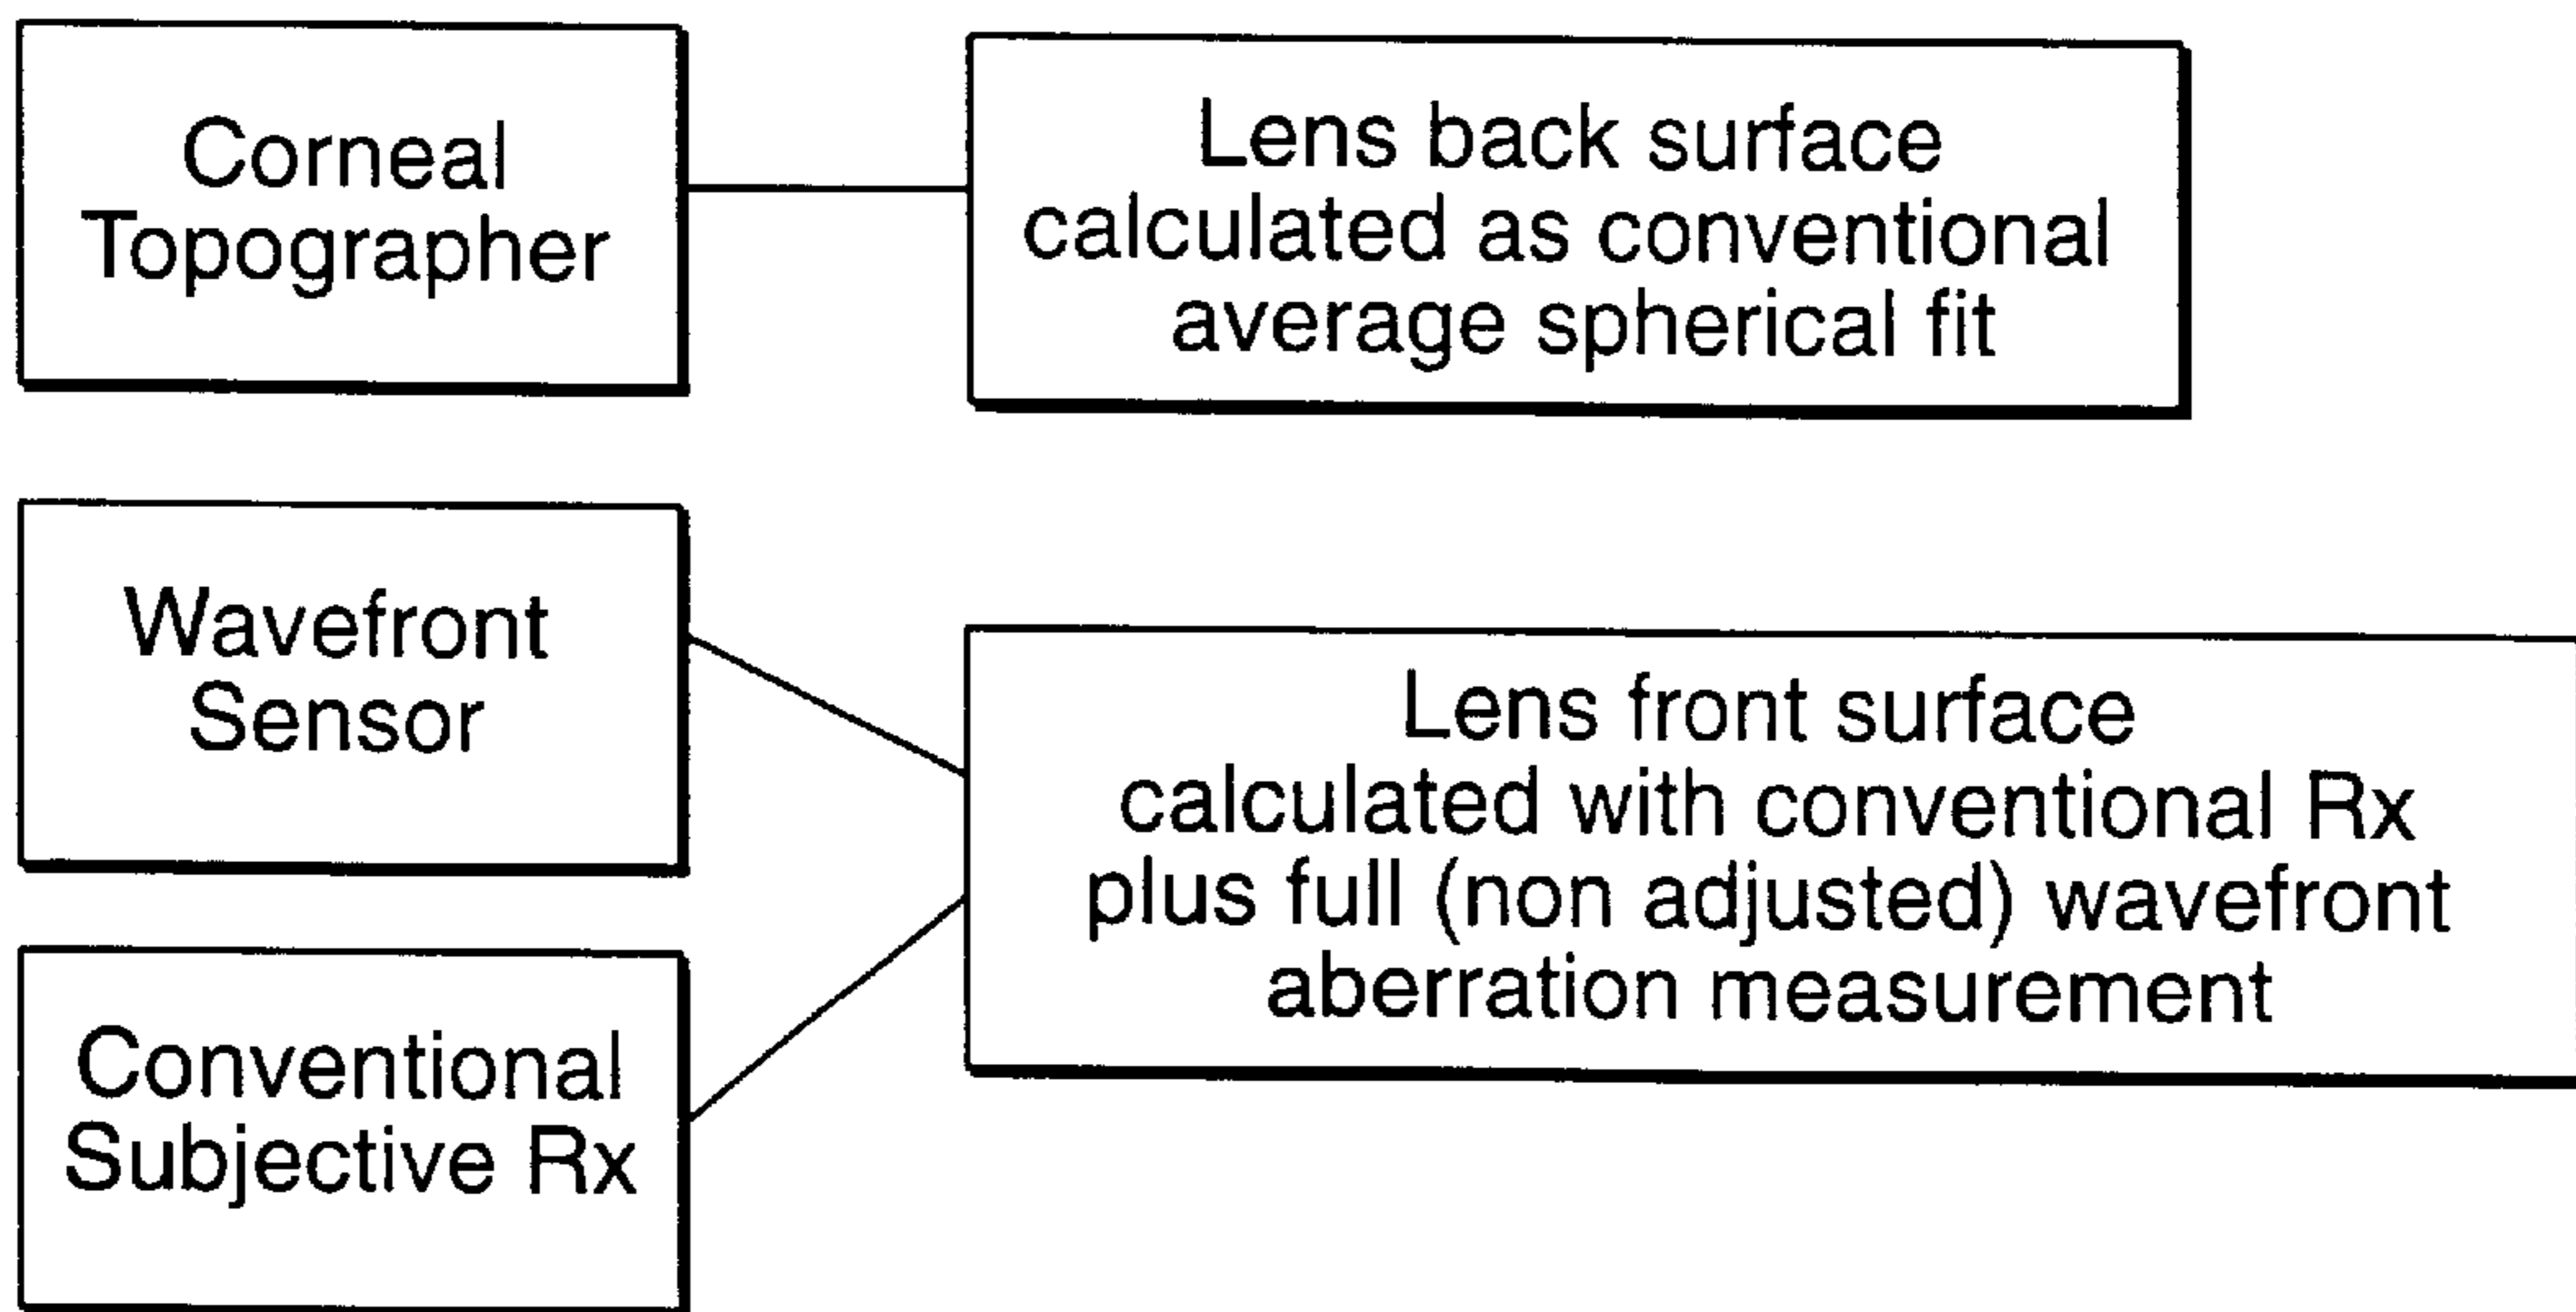 Corneal
Topographer
Lens back surface
calculated as conventional
average spherical fit
Wavefront
Sensor
Lens front surface
calculated with conventional Rx
plus full (non adjusted) wavefront
aberration measurement
Conventional
Subjective Rx